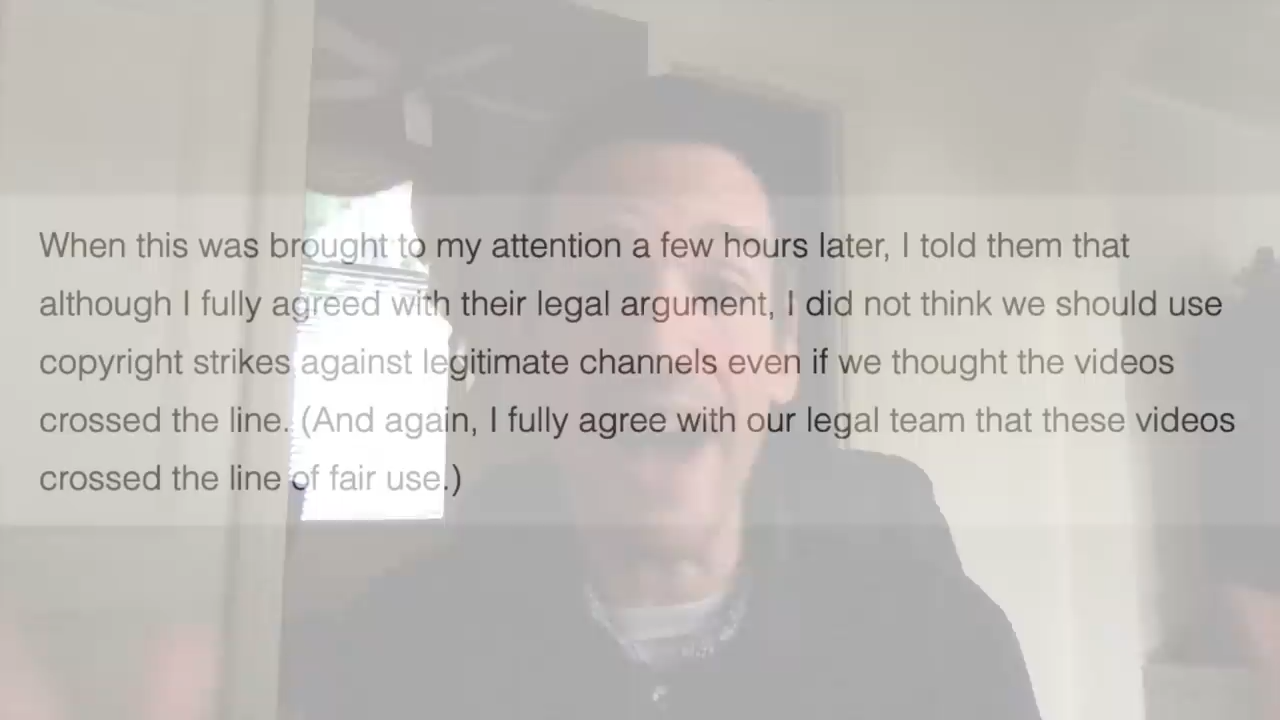 When this was brought to my attention a few hours later, I told them that
although I fully agreed with their legal argument, I did not think we should use
copyright strikes against legitimate channels even if we thought the videos
crossed the line. (And again, I fully agree with our legal team that these videos
crossed the line of fair use.)